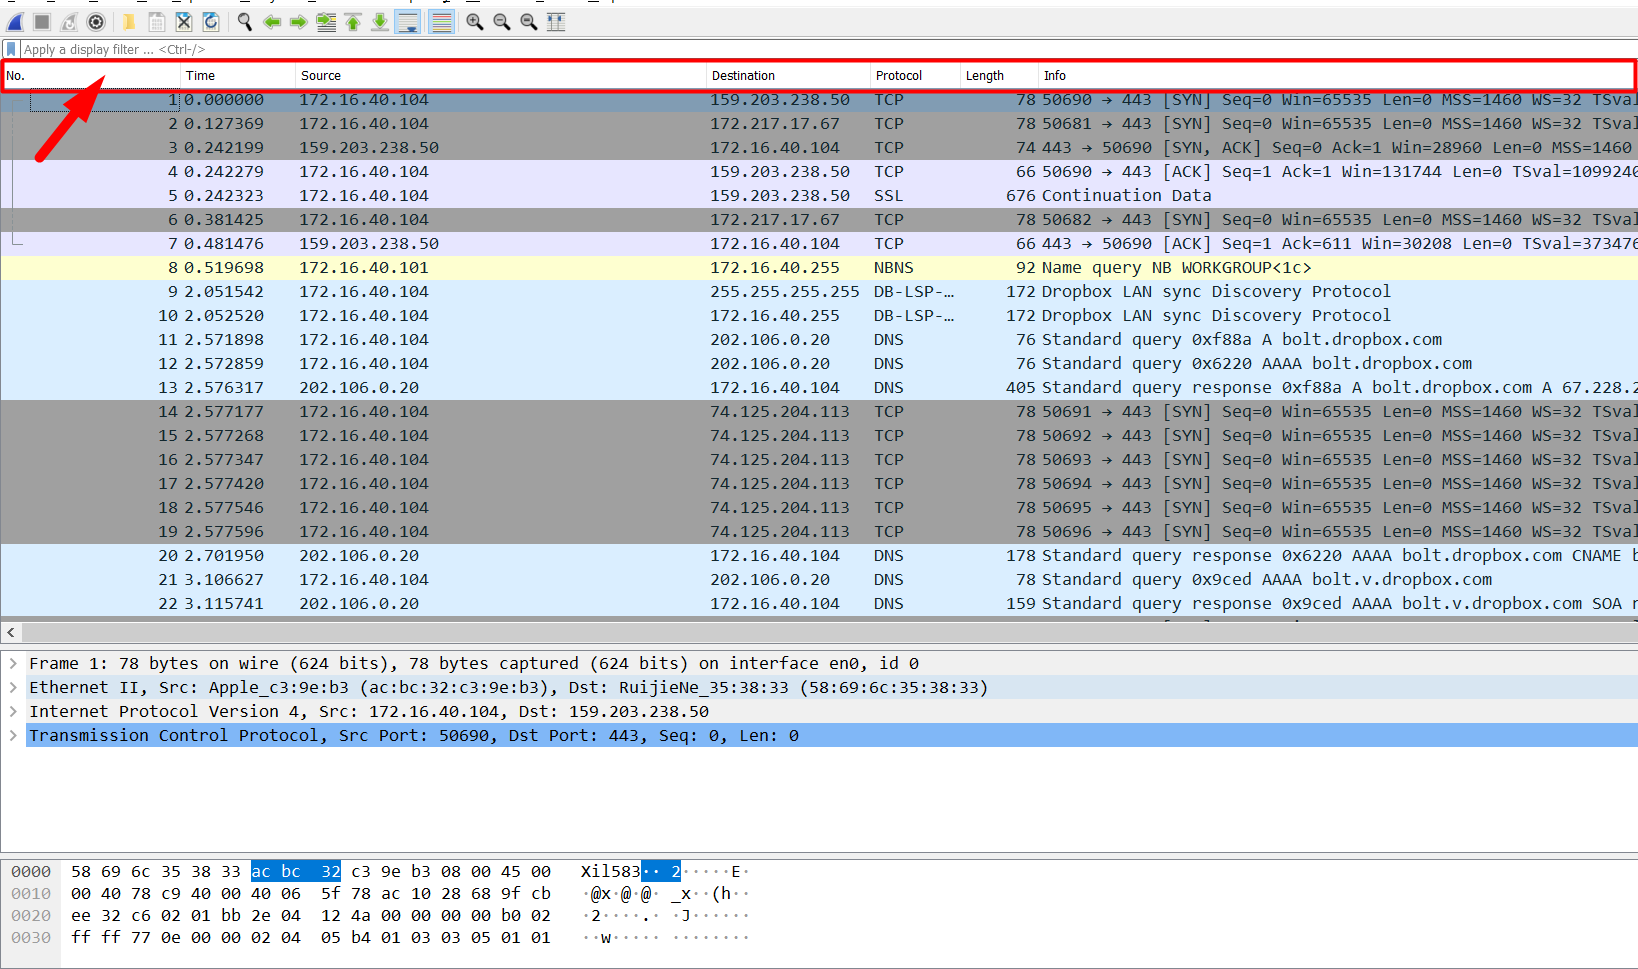 Apply a display filter ... <Ctrl-/>
No. Time Source Destination Protocol Length Info
1 0.000000 172.16.40.104 159.203.238.50 TCP 78 50690 → 443 [SYN] Seq=0 Win=65535 Len=0 MSS=1460 WS=32 TSval
2 0.127369 172.16.40.104 172.217.17.67 TCP 78 50681 → 443 [SYN] Seq=0 Win=65535 Len=0 MSS=1460 WS=32 TSval
3 0.242199 159.203.238.50 172.16.40.104 TCP 74 443 → 50690 [SYN, ACK] Seq=0 Ack=1 Win=28960 Len=0 MSS=1460
4 0.242279 172.16.40.104 159.203.238.50 TCP 66 50690 → 443 [ACK] Seq=1 Ack=1 Win=131744 Len=0 TSval=1099240
5 0.242323 172.16.40.104 159.203.238.50 SSL 676 Continuation Data
6 0.381425 172.16.40.104 172.217.17.67 TCP 78 50682 → 443 [SYN] Seq=0 Win=65535 Len=0 MSS=1460 WS=32 TSval
7 0.481476 159.203.238.50 172.16.40.104 TCP 66 443 → 50690 [ACK] Seq=1 Ack=611 Win=30208 Len=0 TSval=373476
8 0.519698 172.16.40.101 172.16.40.255 NBNS 92 Name query NB WORKGROUP<1c>
9 2.051542 172.16.40.104 255.255.255.255 DB-LSP-… 172 Dropbox LAN sync Discovery Protocol
10 2.052520 172.16.40.104 172.16.40.255 DB-LSP-… 172 Dropbox LAN sync Discovery Protocol
11 2.571898 172.16.40.104 202.106.0.20 DNS 76 Standard query 0xf88a A bolt.dropbox.com
12 2.572859 172.16.40.104 202.106.0.20 DNS 76 Standard query 0x6220 AAAA bolt.dropbox.com
13 2.576317 202.106.0.20 172.16.40.104 DNS 405 Standard query response 0xf88a A bolt.dropbox.com A 67.228.2
14 2.577177 172.16.40.104 74.125.204.113 TCP 78 50691 → 443 [SYN] Seq=0 Win=65535 Len=0 MSS=1460 WS=32 TSval
15 2.577268 172.16.40.104 74.125.204.113 TCP 78 50692 → 443 [SYN] Seq=0 Win=65535 Len=0 MSS=1460 WS=32 TSval
16 2.577347 172.16.40.104 74.125.204.113 TCP 78 50693 → 443 [SYN] Seq=0 Win=65535 Len=0 MSS=1460 WS=32 TSval
17 2.577420 172.16.40.104 74.125.204.113 TCP 78 50694 → 443 [SYN] Seq=0 Win=65535 Len=0 MSS=1460 WS=32 TSval
18 2.577546 172.16.40.104 74.125.204.113 TCP 78 50695 → 443 [SYN] Seq=0 Win=65535 Len=0 MSS=1460 WS=32 TSval
19 2.577596 172.16.40.104 74.125.204.113 TCP 78 50696 → 443 [SYN] Seq=0 Win=65535 Len=0 MSS=1460 WS=32 TSval
20 2.701950 202.106.0.20 172.16.40.104 DNS 178 Standard query response 0x6220 AAAA bolt.dropbox.com CNAME b
21 3.106627 172.16.40.104 202.106.0.20 DNS 78 Standard query 0x9ced AAAA bolt.v.dropbox.com
22 3.115741 202.106.0.20 172.16.40.104 DNS 159 Standard query response 0x9ced AAAA bolt.v.dropbox.com SOA n
Frame 1: 78 bytes on wire (624 bits), 78 bytes captured (624 bits) on interface en0, id 0
Ethernet II, Src: Apple_c3:9e:b3 (ac:bc:32:c3:9e:b3), Dst: RuijieNe_35:38:33 (58:69:6c:35:38:33)
Internet Protocol Version 4, Src: 172.16.40.104, Dst: 159.203.238.50
Transmission Control Protocol, Src Port: 50690, Dst Port: 443, Seq: 0, Len: 0
0000 58 69 6c 35 38 33 ac bc 32 c3 9e b3 08 00 45 00 Xil583·· 2·····E·
0010 00 40 78 c9 40 00 40 06 5f 78 ac 10 28 68 9f cb ·@x·@·@· _x··(h··
0020 ee 32 c6 02 01 bb 2e 04 12 4a 00 00 00 00 b0 02 ·2····.· ·J······
0030 ff ff 77 0e 00 00 02 04 05 b4 01 03 03 05 01 01 ··w····· ········